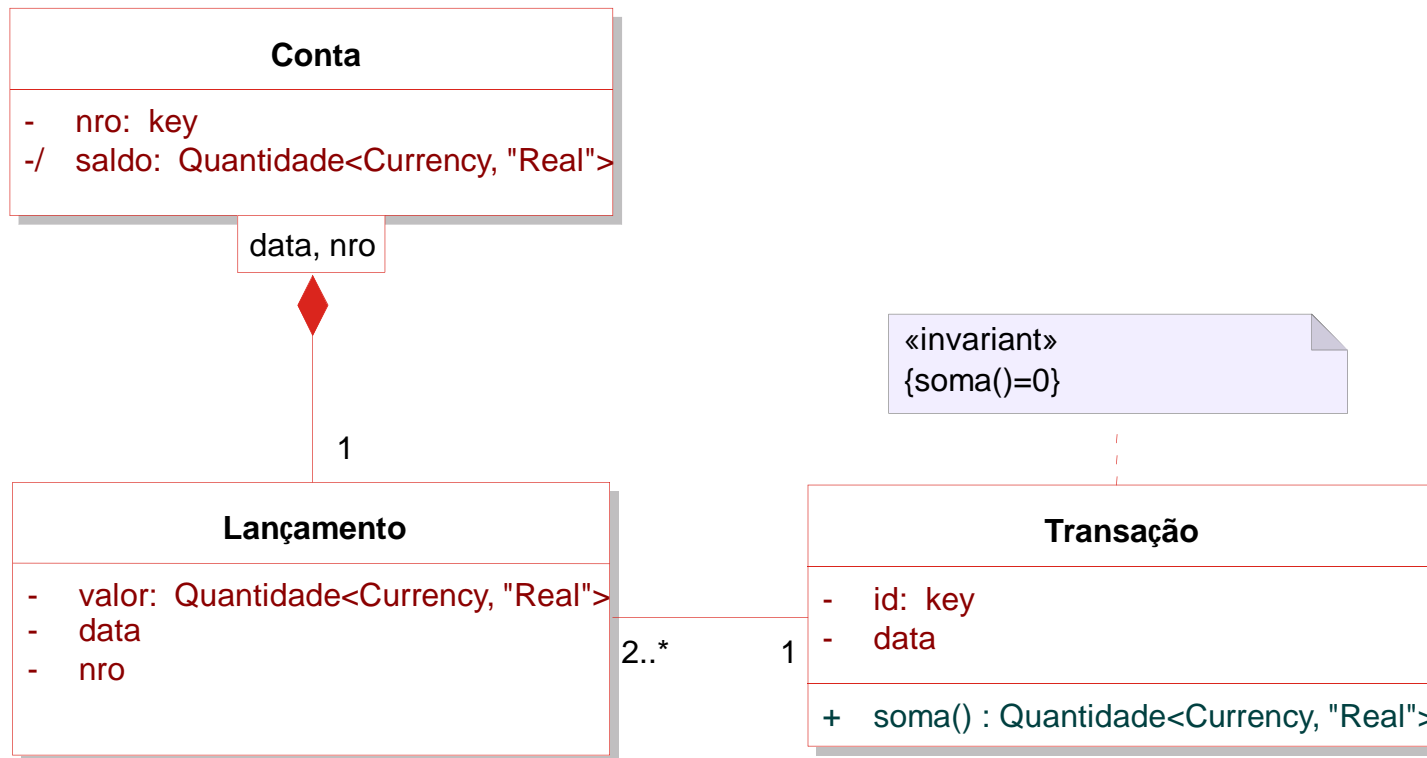 Conta
- nro: key
-/ saldo: Quantidade<Currency, "Real">
data, nro
«invariant»
{soma()=0}
1
Lançamento
- valor: Quantidade<Currency, "Real">
- data
- nro
2..*
1
Transação
- id: key
- data
+ soma() : Quantidade<Currency, "Real">